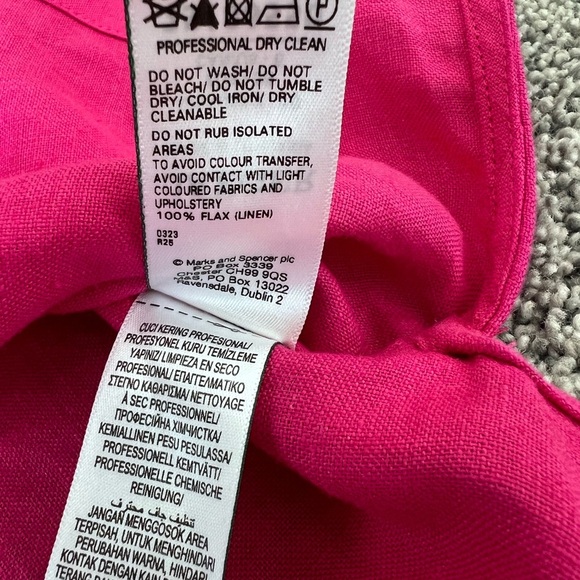 PROFESSIONAL DRY CLEAN
DO NOT WASH/ DO NOT
BLEACH/ DO NOT TUMBLE
DRY/ COOL IRON/ DRY
CLEANABLE
DO NOT RUB ISOLATED
AREAS
TO AVOID COLOUR TRANSFER,
AVOID CONTACT WITH LIGHT
COLOURED FABRICS AND
UPHOLSTERY
100% FLAX (LINEN)
0323
R25
© Marks and Spencer plc
PO Box 3339
Chester CH99 9QS
M&S, PO Box 13022
Ravensdale, Dublin 2
CUCI KERING PROFESIONAL/
PROFESYONEL KURU TEMİZLEME
YAPINIZ/ LIMPIEZA EN SECO
PROFESIONAL/ ΕΠΑΓΓΕΛΜΑΤΙΚΟ
ΣΤΕΓΝΟ ΚΑΘΑΡΙΣΜΑ/ NETTOYAGE
À SEC PROFESSIONNEL/
ПРОФЕСІЙНА ХІМЧИСТКА/
KEMIALLINEN PESU PESULASSA/
PROFESSIONELL KEMTVÄTT/
PROFESSIONELLE CHEMISCHE
REINIGUNG/
تنظيف جاف محترف
JANGAN MENGGOSOK AREA
TERPISAH, UNTUK MENGHINDARI
PERUBAHAN WARNA, HINDARI
KONTAK DENGAN KAIN
TERANG DAN